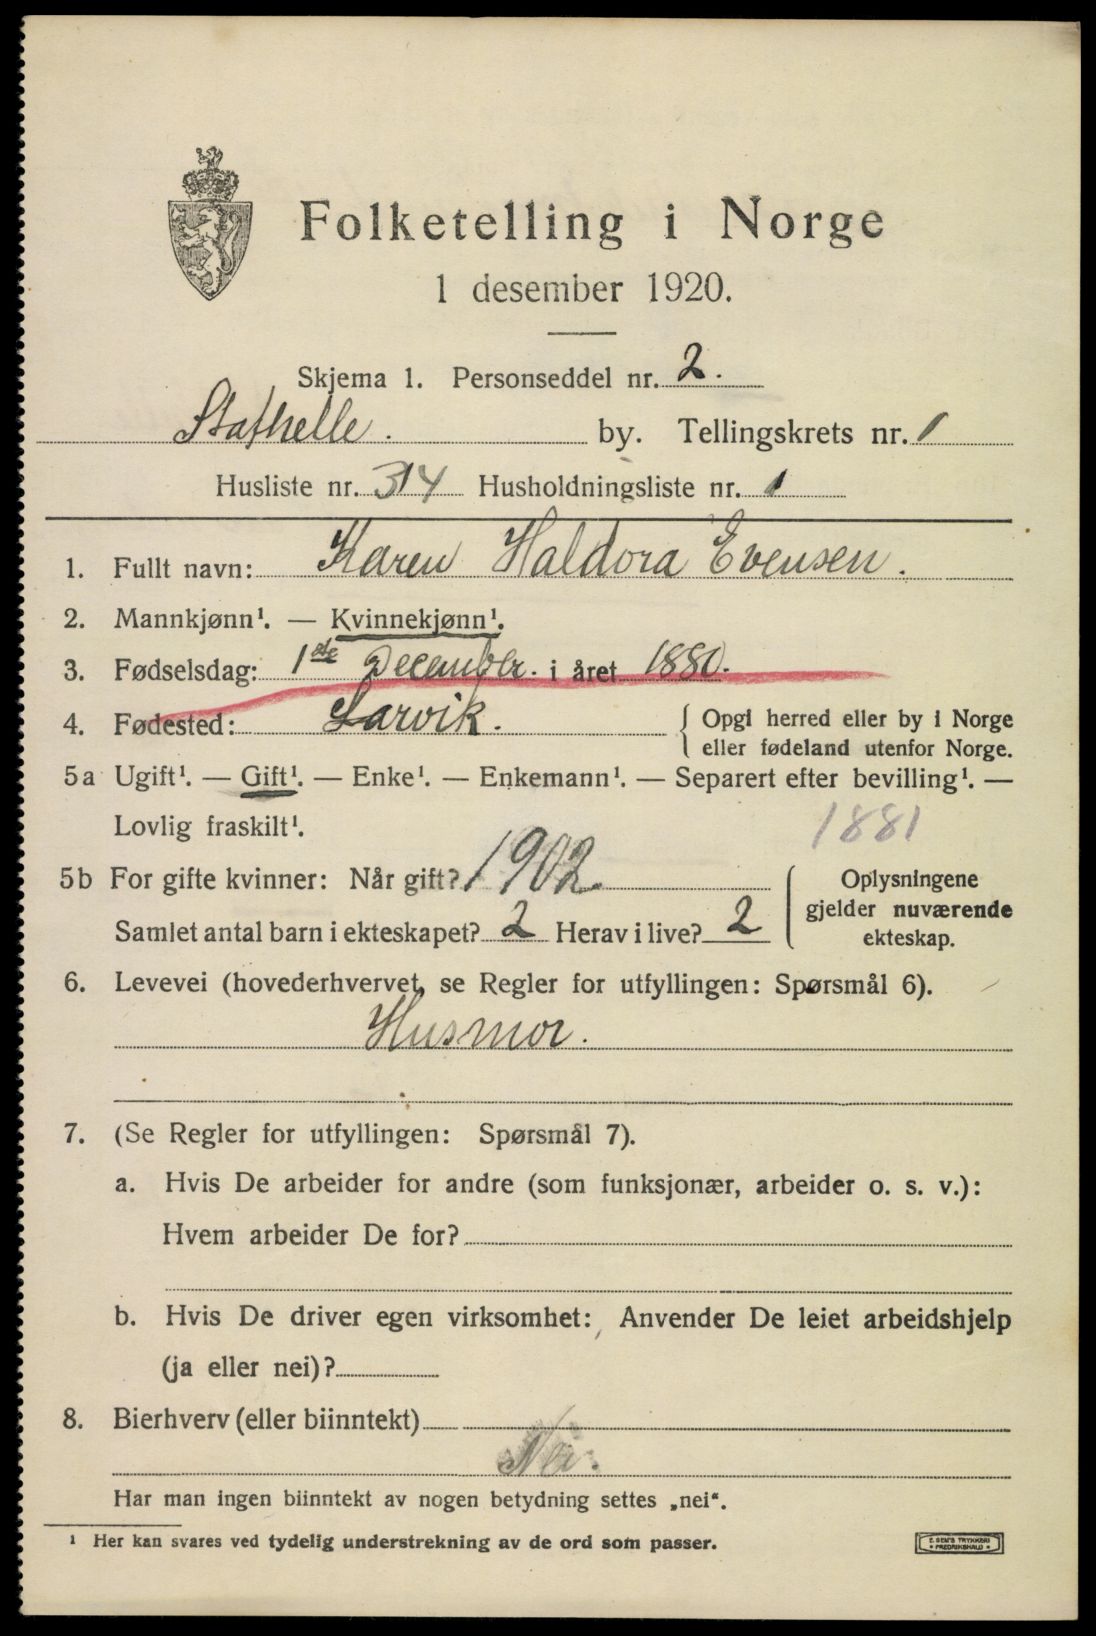 Folketelling i Norge
1 desember 1920.
Skjema 1. Personseddel nr. 2.
Stathelle. by. Tellingskrets nr. 1
Husliste nr. 314 Husholdningsliste nr. 1
1. Fullt navn: Karen Haldora Evensen.
2. Mannkjønn¹. — Kvinnekjønn¹.
3. Fødselsdag: 1ste December. i året 1880.
4. Fødested: Larvik. { Opgi herred eller by i Norge
eller fødeland utenfor Norge.
5a Ugift¹. — Gift¹. — Enke¹. — Enkemann¹. — Separert efter bevilling¹. —
Lovlig fraskilt¹. 1881
5b For gifte kvinner: Når gift? 1902. { Oplysningene
gjelder nuværende
Samlet antal barn i ekteskapet? 2 Herav i live? 2 ekteskap.
6. Levevei (hovederhvervet, se Regler for utfyllingen: Spørsmål 6).
Husmor.
7. (Se Regler for utfyllingen: Spørsmål 7).
a. Hvis De arbeider for andre (som funksjonær, arbeider o. s. v.):
Hvem arbeider De for?
b. Hvis De driver egen virksomhet: Anvender De leiet arbeidshjelp
(ja eller nei)?
8. Bierhverv (eller biinntekt)
Nei.
Har man ingen biinntekt av nogen betydning settes „nei“.
¹ Her kan svares ved tydelig understrekning av de ord som passer.
E. SEM'S TRYKKERI
• FREDRIKSHALD •